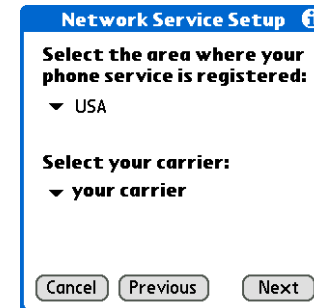 Network Service Setup i
Select the area where your
phone service is registered:
USA
Select your carrier:
your carrier
Cancel Previous Next